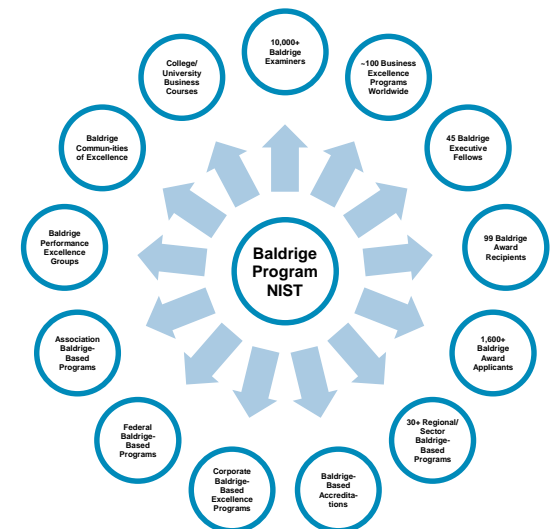 Baldrige
Program
NIST
10,000+
Baldrige
Examiners
~100 Business
Excellence
Programs
Worldwide
45 Baldrige
Executive
Fellows
99 Baldrige
Award
Recipients
1,600+
Baldrige
Award
Applicants
30+ Regional/
Sector
Baldrige-
Based Programs
Baldrige-
Based
Accredita-
tions
Corporate
Baldrige-
Based
Excellence
Programs
Federal
Baldrige-
Based
Programs
Association
Baldrige-
Based
Programs
Baldrige
Performance
Excellence
Groups
Baldrige
Commun-ities
of Excellence
College/
University
Business
Courses